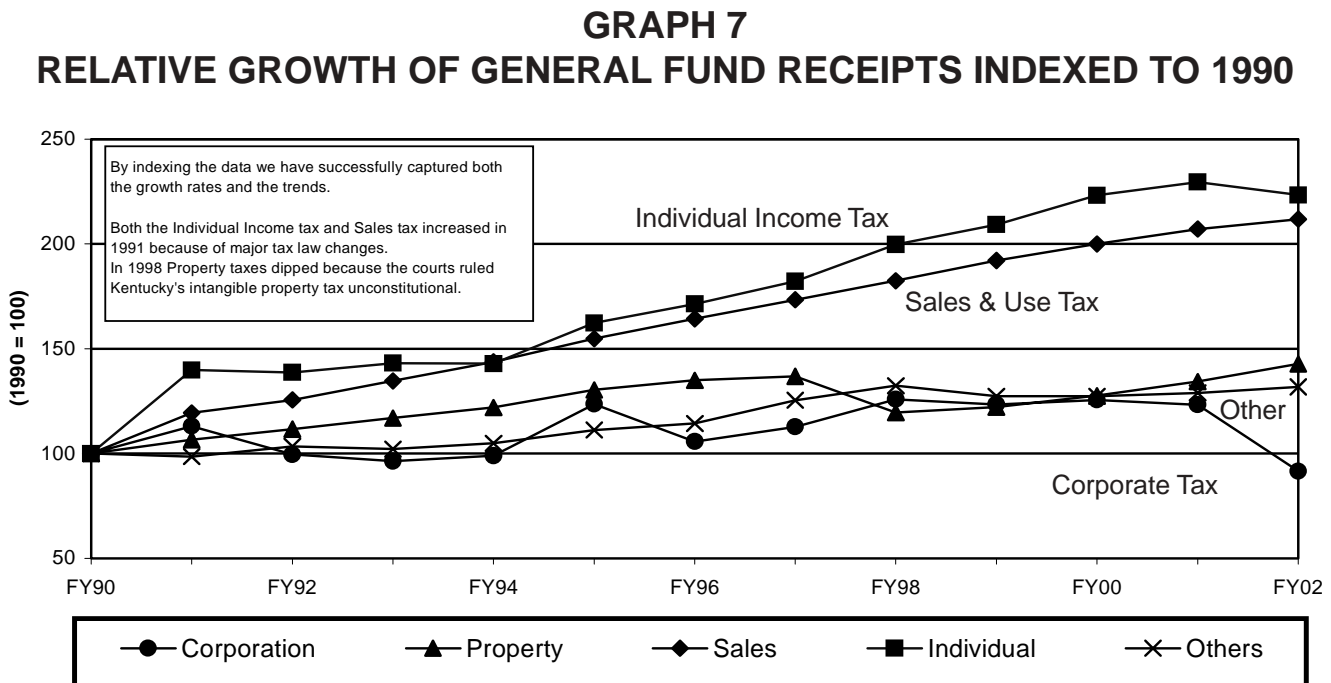 GRAPH 7
RELATIVE GROWTH OF GENERAL FUND RECEIPTS INDEXED TO 1990
250
200
150
100
50
(1990 = 100)
By indexing the data we have successfully captured both
the growth rates and the trends.
Both the Individual Income tax and Sales tax increased in
1991 because of major tax law changes.
In 1998 Property taxes dipped because the courts ruled
Kentucky's intangible property tax unconstitutional.
Individual Income Tax
Sales & Use Tax
Other
Corporate Tax
FY90 FY92 FY94 FY96 FY98 FY00 FY02
Corporation Property Sales Individual Others